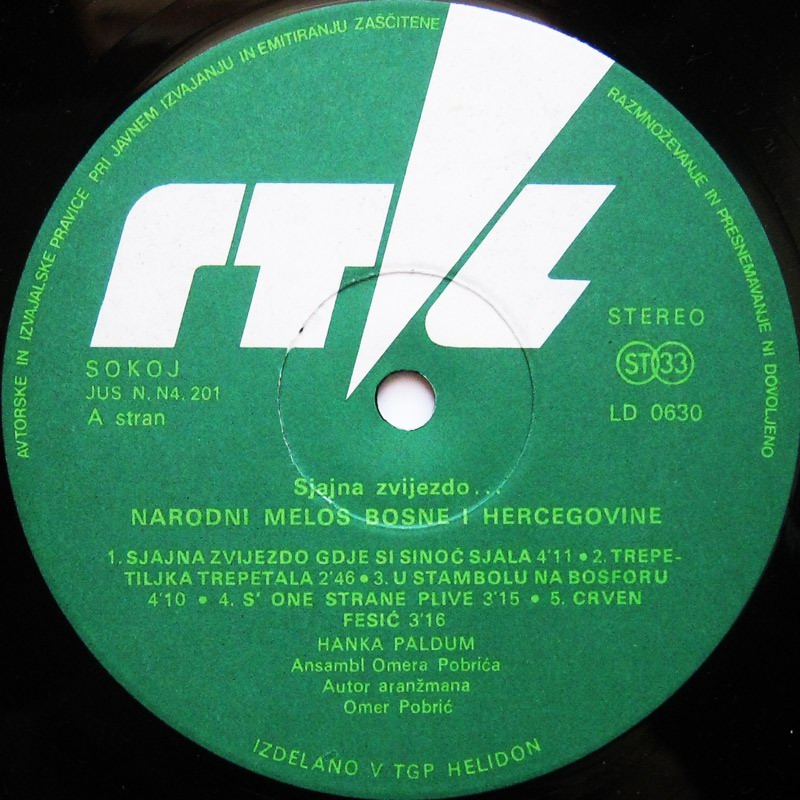 AVTORSKE IN IZVAJALSKE PRAVICE PRI JAVNEM IZVAJANJU IN EMITIRANJU ZAŠČITENE
RAZMNOŽEVANJE IN PRESNEMAVANJE NI DOVOLJENO
RTL
SOKOJ
JUS N. N4. 201
A stran
STEREO
ST 33
LD 0630
Sjajna zvijezdo...
NARODNI MELOS BOSNE I HERCEGOVINE
1. SJAJNA ZVIJEZDO GDJE SI SINOĆ SJALA 4'11 • 2. TREPE-
TILJKA TREPETALA 2'46 • 3. U STAMBOLU NA BOSFORU
4'10 • 4. S' ONE STRANE PLIVE 3'15 • 5. CRVEN
FESIĆ 3'16
HANKA PALDUM
Ansambl Omera Pobrića
Autor aranžmana
Omer Pobrić
IZDELANO V TGP HELIDON